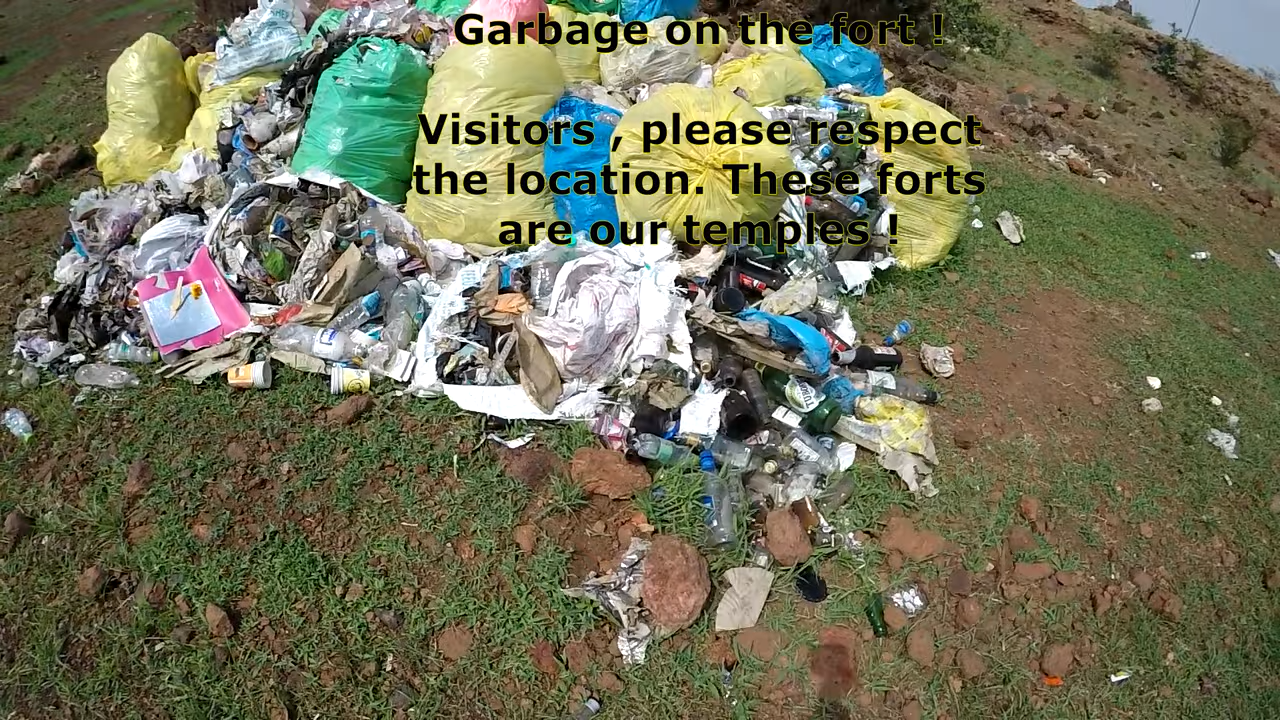 Garbage on the fort !
Visitors , please respect
the location. These forts
are our temples !